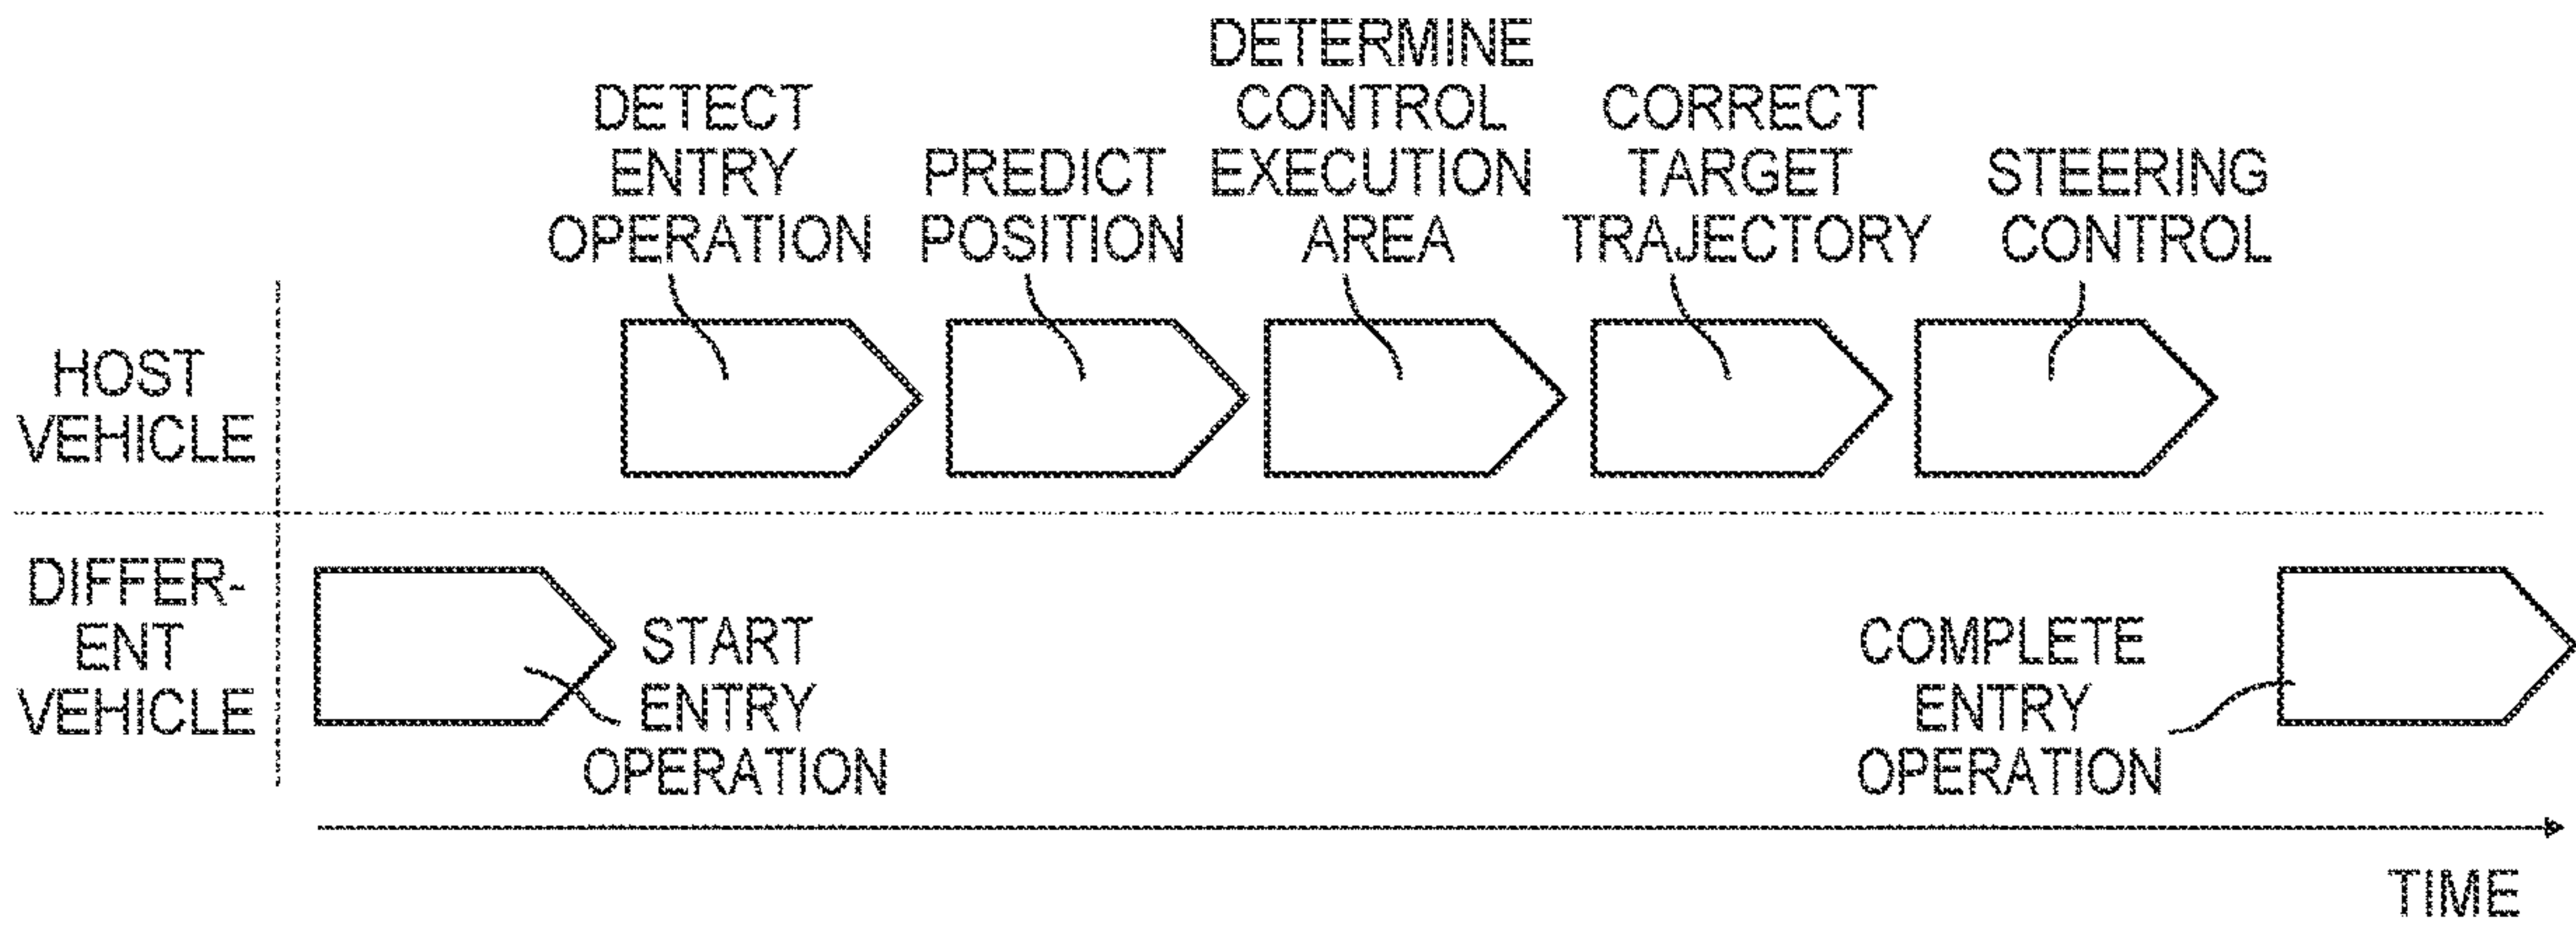 DETECT
ENTRY
OPERATION
PREDICT
POSITION
DETERMINE
CONTROL
EXECUTION
AREA
CORRECT
TARGET
TRAJECTORY
STEERING
CONTROL
HOST
VEHICLE
DIFFER-
ENT
VEHICLE
START
ENTRY
OPERATION
COMPLETE
ENTRY
OPERATION
TIME